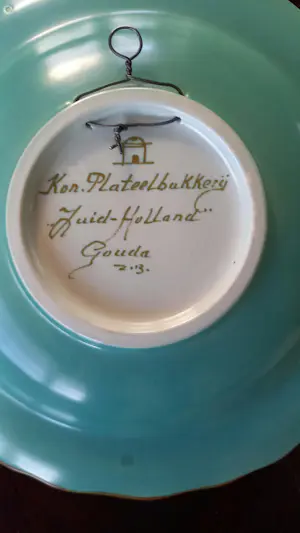 Kon. Plateelbakkerij
"Zuid-Holland"
Gouda
2.3.